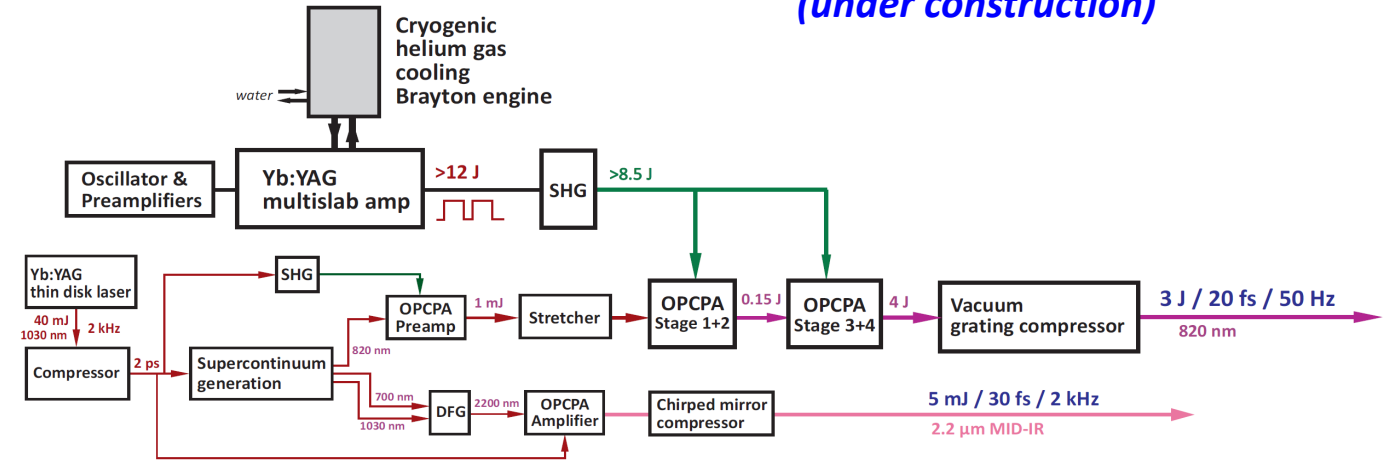 (under construction)
Cryogenic
helium gas
cooling
Brayton engine
water
Oscillator &
Preamplifiers
Yb:YAG
multislab amp
>12 J
SHG
>8.5 J
Yb:YAG
thin disk laser
40 mJ
1030 nm
2 kHz
Compressor
2 ps
SHG
Supercontinuum
generation
820 nm
OPCPA
Preamp
1 mJ
Stretcher
OPCPA
Stage 1+2
0.15 J
OPCPA
Stage 3+4
4 J
Vacuum
grating compressor
3 J / 20 fs / 50 Hz
820 nm
700 nm
1030 nm
DFG
2200 nm
OPCPA
Amplifier
Chirped mirror
compressor
5 mJ / 30 fs / 2 kHz
2.2 µm MID-IR